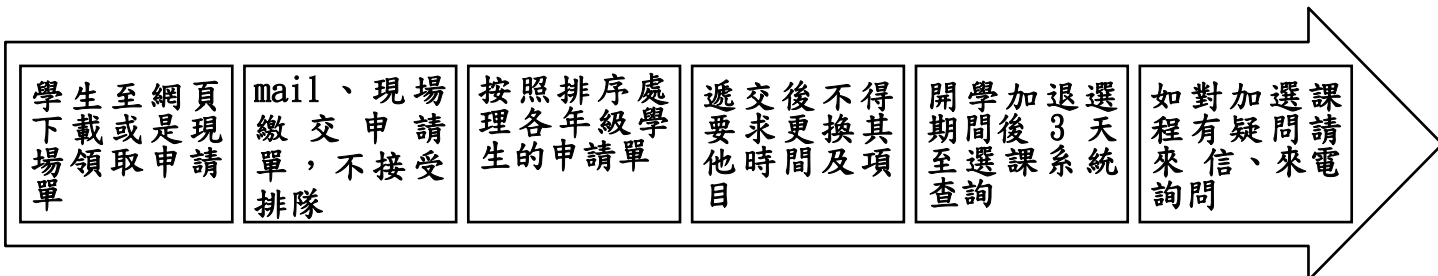 學生至網頁
下載或是現
場領取申請
單
mail、現場
繳交申請
單，不接受
排隊
按照排序處
理各年級學
生的申請單
遞交後不得
要求更換其
他時間及項
目
開學加退選
期間後 3 天
至選課系統
查詢
如對加選課
程有疑問請
來信、來電
詢問